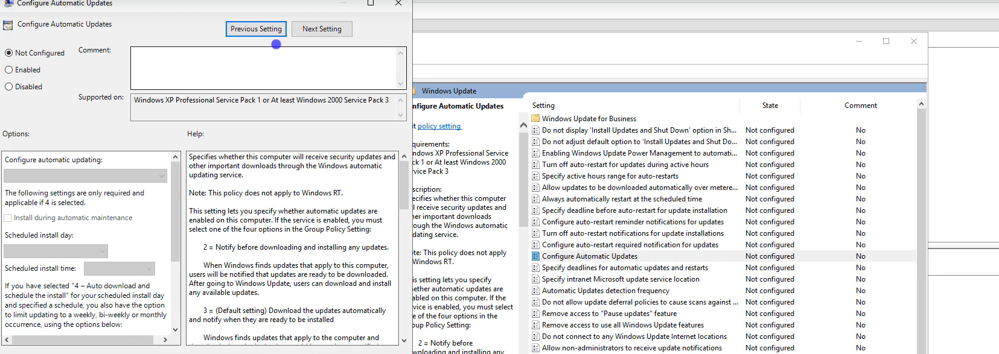 Configure Automatic Updates
Configure Automatic Updates
Previous Setting
Next Setting
Not Configured
Enabled
Disabled
Comment:
Supported on:
Windows XP Professional Service Pack 1 or At least Windows 2000 Service Pack 3
Options:
Help:
Configure automatic updating:
The following settings are only required and
applicable if 4 is selected.
Install during automatic maintenance
Scheduled install day:
Scheduled install time:
If you have selected “4 – Auto download and
schedule the install” for your scheduled install day
and specified a schedule, you also have the option
to limit updating to a weekly, bi-weekly or monthly
occurrence, using the options below:
Specifies whether this computer will receive security updates and
other important downloads through the Windows automatic
updating service.
Note: This policy does not apply to Windows RT.
This setting lets you specify whether automatic updates are
enabled on this computer. If the service is enabled, you must
select one of the four options in the Group Policy Setting:
2 = Notify before downloading and installing any updates.
When Windows finds updates that apply to this computer,
users will be notified that updates are ready to be downloaded.
After going to Windows Update, users can download and install
any available updates.
3 = (Default setting) Download the updates automatically
and notify when they are ready to be installed
Windows finds updates that apply to the computer and
Windows Update
nfigure Automatic Updates
it policy setting
quirements:
ndows XP Professional Service
ck 1 or At least Windows 2000
rvice Pack 3
scription:
ecifies whether this computer
l receive security updates and
her important downloads
ough the Windows automatic
dating service.
te: This policy does not apply
Windows RT.
is setting lets you specify
ether automatic updates are
abled on this computer. If the
vice is enabled, you must select
e of the four options in the
oup Policy Setting:
2 = Notify before
wnloading and installing any
Setting State Comment
Windows Update for Business
Do not display 'Install Updates and Shut Down' option in Sh... Not configured No
Do not adjust default option to 'Install Updates and Shut Do... Not configured No
Enabling Windows Update Power Management to automati... Not configured No
Turn off auto-restart for updates during active hours Not configured No
Specify active hours range for auto-restarts Not configured No
Allow updates to be downloaded automatically over metere... Not configured No
Always automatically restart at the scheduled time Not configured No
Specify deadline before auto-restart for update installation Not configured No
Configure auto-restart reminder notifications for updates Not configured No
Turn off auto-restart notifications for update installations Not configured No
Configure auto-restart required notification for updates Not configured No
Configure Automatic Updates Not configured No
Specify deadlines for automatic updates and restarts Not configured No
Specify intranet Microsoft update service location Not configured No
Automatic Updates detection frequency Not configured No
Do not allow update deferral policies to cause scans against ... Not configured No
Remove access to "Pause updates" feature Not configured No
Remove access to use all Windows Update features Not configured No
Do not connect to any Windows Update Internet locations Not configured No
Allow non-administrators to receive update notifications Not configured No